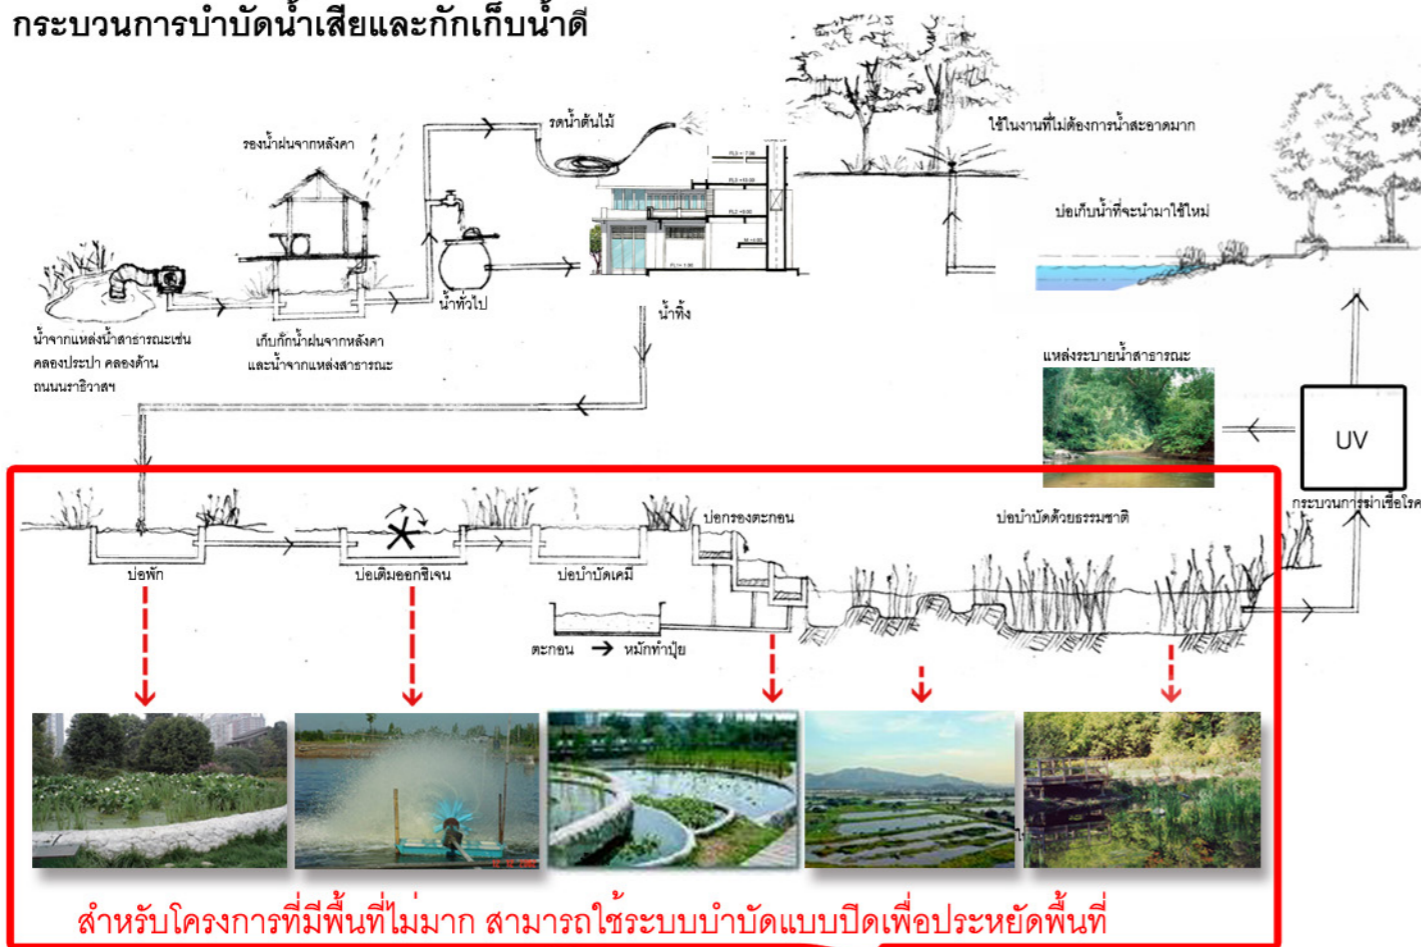 กระบวนการบำบัดน้ำเสียและกักเก็บน้ำดี
รดน้ำต้นไม้
ใช้ในงานที่ไม่ต้องการน้ำสะอาดมาก
รองน้ำฝนจากหลังคา
บ่อเก็บน้ำที่จะนำมาใช้ใหม่
น้ำทั่วไป
น้ำทิ้ง
น้ำจากแหล่งน้ำสาธารณะเช่น
คลองประปา คลองด้าน
ถนนนราธิวาสฯ
เก็บกักน้ำฝนจากหลังคา
และน้ำจากแหล่งสาธารณะ
แหล่งระบายน้ำสาธารณะ
UV
กระบวนการฆ่าเชื้อโรค
บ่อกรองตะกอน
บ่อบำบัดด้วยธรรมชาติ
บ่อพัก
บ่อเติมออกซิเจน
บ่อบำบัดเคมี
ตะกอน → หมักทำปุ๋ย
สำหรับโครงการที่มีพื้นที่ไม่มาก สามารถใช้ระบบบำบัดแบบปิดเพื่อประหยัดพื้นที่